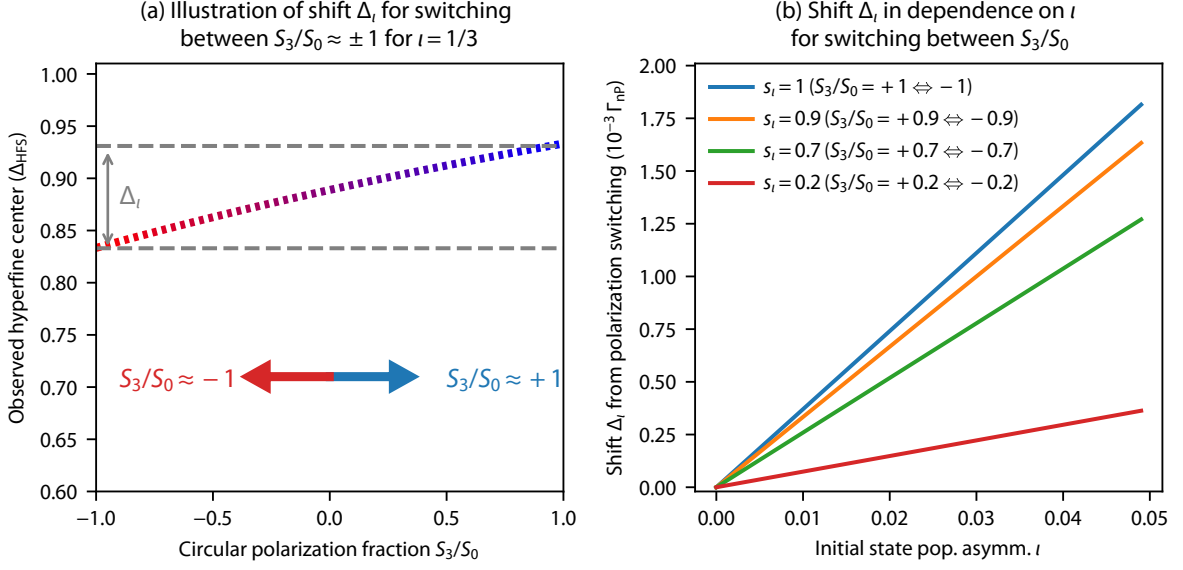 (a) Illustration of shift Δι for switching
between S3/S0 ≈ ± 1 for ι = 1/3
Observed hyperfine center (ΔHFS)
1.00
0.95
0.90
0.85
0.80
0.75
0.70
0.65
0.60
Δι
S3/S0 ≈ − 1
S3/S0 ≈ + 1
−1.0
−0.5
0.0
0.5
1.0
Circular polarization fraction S3/S0
(b) Shift Δι in dependence on ι
for switching between S3/S0
Shift Δι from polarization switching (10⁻³ ΓnP)
2.00
1.75
1.50
1.25
1.00
0.75
0.50
0.25
0.00
sι = 1 (S3/S0 = + 1 ⇔ − 1)
sι = 0.9 (S3/S0 = + 0.9 ⇔ − 0.9)
sι = 0.7 (S3/S0 = + 0.7 ⇔ − 0.7)
sι = 0.2 (S3/S0 = + 0.2 ⇔ − 0.2)
0.00
0.01
0.02
0.03
0.04
0.05
Initial state pop. asymm. ι